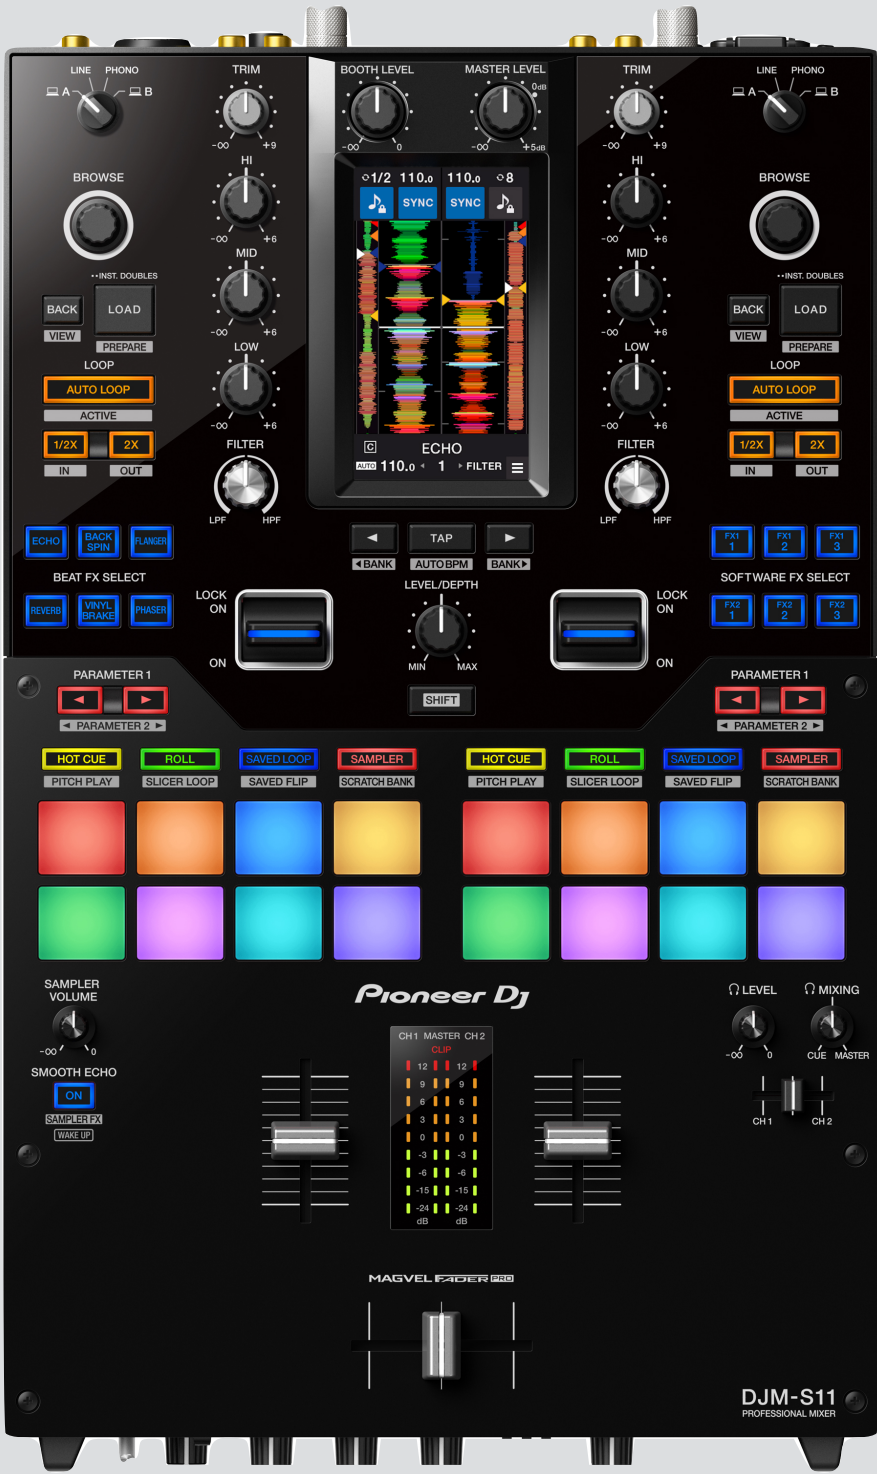 LINE PHONO
A B
TRIM
-∞ +9
BOOTH LEVEL
-∞ 0
MASTER LEVEL
0dB
-∞ +5dB
TRIM
-∞ +9
LINE PHONO
A B
BROWSE
HI
-∞ +6
HI
-∞ +6
BROWSE
1/2 110.0 110.0 8
SYNC SYNC
MID
-∞ +6
MID
-∞ +6
INST. DOUBLES
BACK LOAD
VIEW PREPARE
INST. DOUBLES
BACK LOAD
VIEW PREPARE
LOOP
AUTO LOOP
ACTIVE
LOW
-∞ +6
LOW
-∞ +6
LOOP
AUTO LOOP
ACTIVE
1/2X 2X
IN OUT
FILTER
LPF HPF
C ECHO
AUTO 110.0 ◂ 1 ▸ FILTER
FILTER
LPF HPF
1/2X 2X
IN OUT
ECHO BACK SPIN FLANGER
BEAT FX SELECT
REVERB VINYL BRAKE PHASER
◀ TAP ▶
◀BANK AUTO BPM BANK▶
FX1 1 FX1 2 FX1 3
SOFTWARE FX SELECT
FX2 1 FX2 2 FX2 3
LOCK
ON
ON
LEVEL/DEPTH
MIN MAX
LOCK
ON
ON
SHIFT
PARAMETER 1
◀ ▶
◀ PARAMETER 2 ▶
PARAMETER 1
◀ ▶
◀ PARAMETER 2 ▶
HOT CUE ROLL SAVED LOOP SAMPLER HOT CUE ROLL SAVED LOOP SAMPLER
PITCH PLAY SLICER LOOP SAVED FLIP SCRATCH BANK PITCH PLAY SLICER LOOP SAVED FLIP SCRATCH BANK
SAMPLER
VOLUME
-∞ 0
Pioneer Dj
LEVEL
-∞ 0
MIXING
CUE MASTER
SMOOTH ECHO
ON
SAMPLER FX
WAKE UP
CH 1 MASTER CH 2
CLIP
12 12
9 9
6 6
3 3
0 0
-3 -3
-6 -6
-15 -15
-24 -24
dB dB
CH 1 CH 2
MAGVEL FADER PRO
DJM-S11
PROFESSIONAL MIXER